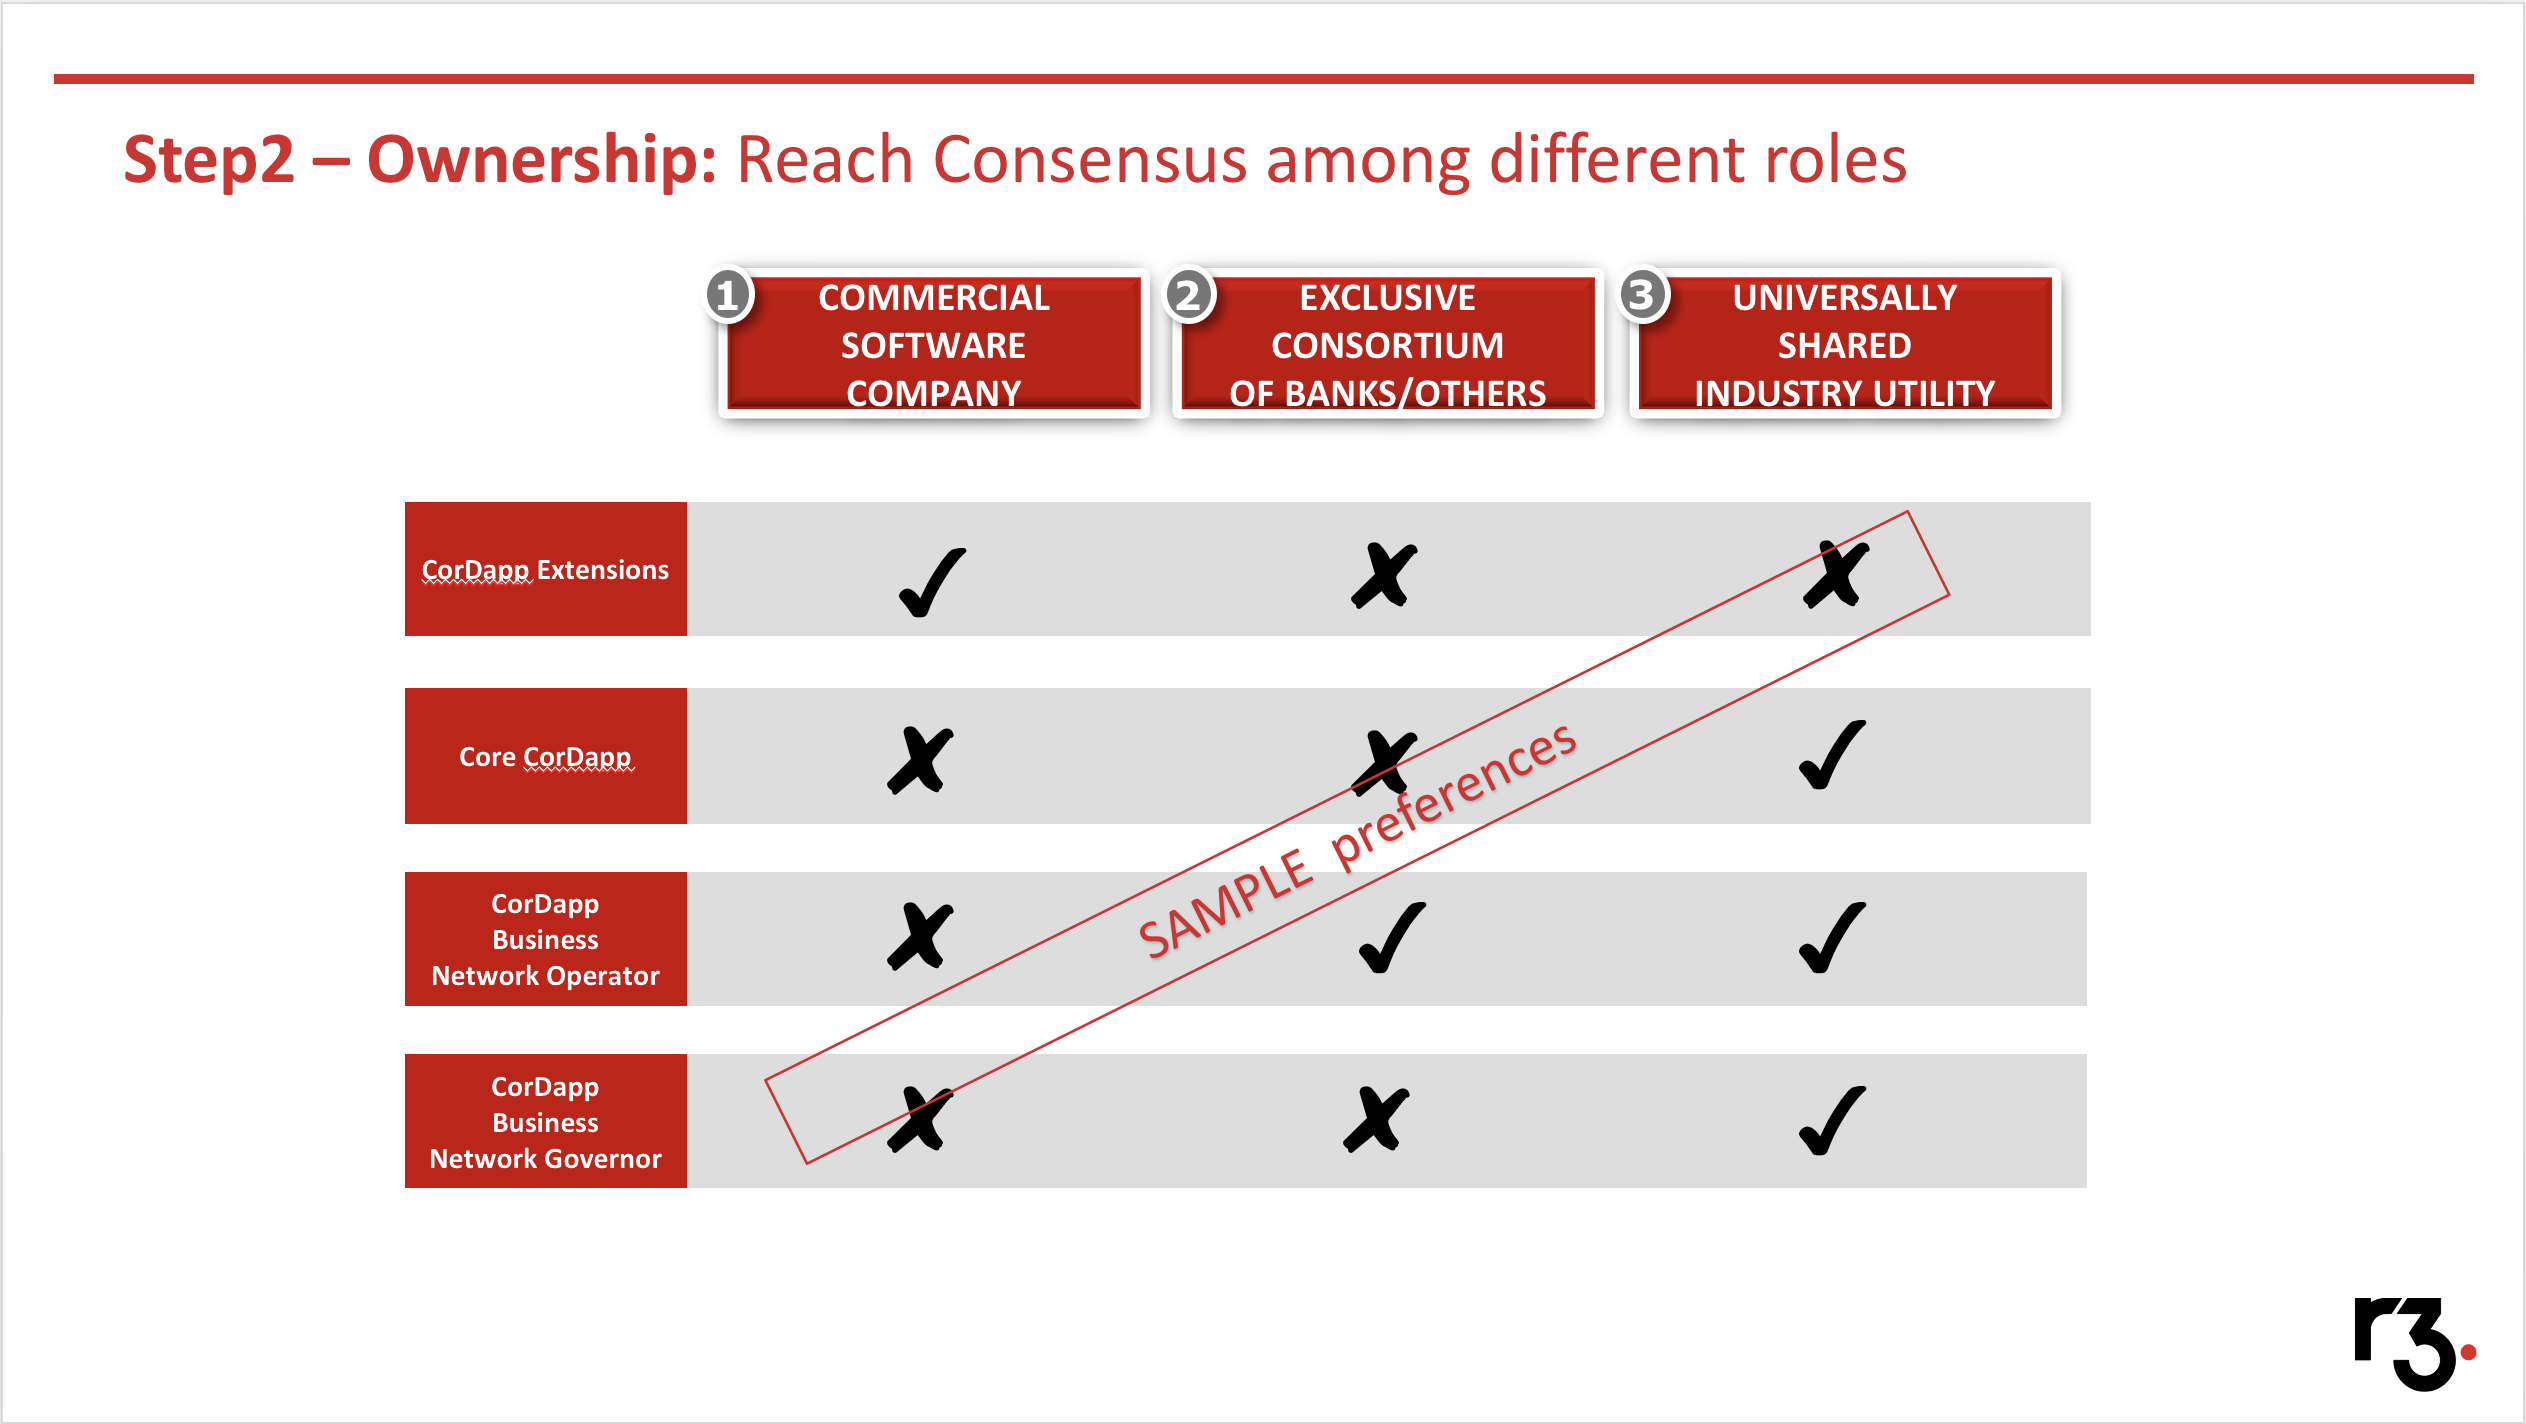 Step2 – Ownership: Reach Consensus among different roles
1
COMMERCIAL
SOFTWARE
COMPANY
2
EXCLUSIVE
CONSORTIUM
OF BANKS/OTHERS
3
UNIVERSALLY
SHARED
INDUSTRY UTILITY
CorDapp Extensions
✓ ✗ ✗
Core CorDapp
✗ ✗ ✓
CorDapp
Business
Network Operator
✗ ✓ ✓
CorDapp
Business
Network Governor
✗ ✗ ✓
SAMPLE preferences
r3.